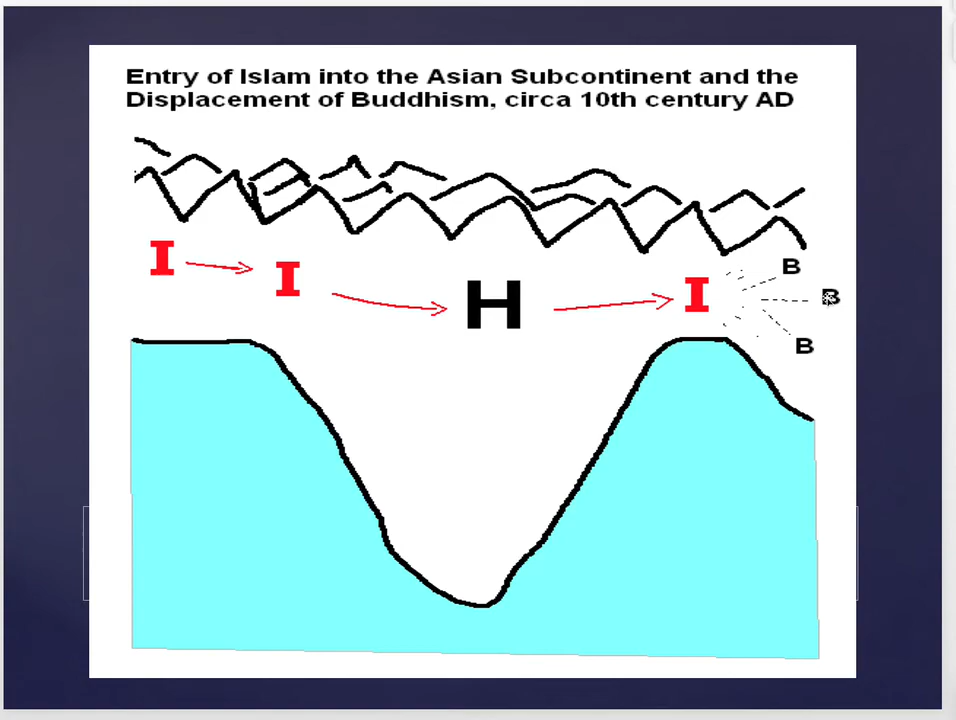 Entry of Islam into the Asian Subcontinent and the
Displacement of Buddhism, circa 10th century AD
I
I
H
I
B
B
B